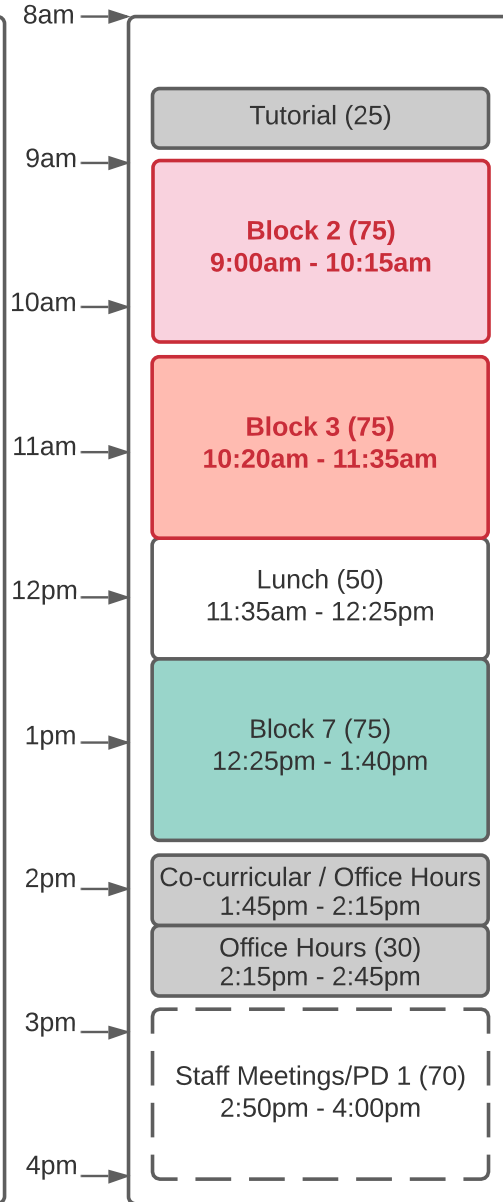 8am
Tutorial (25)
9am
Block 2 (75)
9:00am - 10:15am
10am
Block 3 (75)
10:20am - 11:35am
11am
Lunch (50)
11:35am - 12:25pm
12pm
Block 7 (75)
12:25pm - 1:40pm
1pm
Co-curricular / Office Hours
1:45pm - 2:15pm
2pm
Office Hours (30)
2:15pm - 2:45pm
3pm
Staff Meetings/PD 1 (70)
2:50pm - 4:00pm
4pm